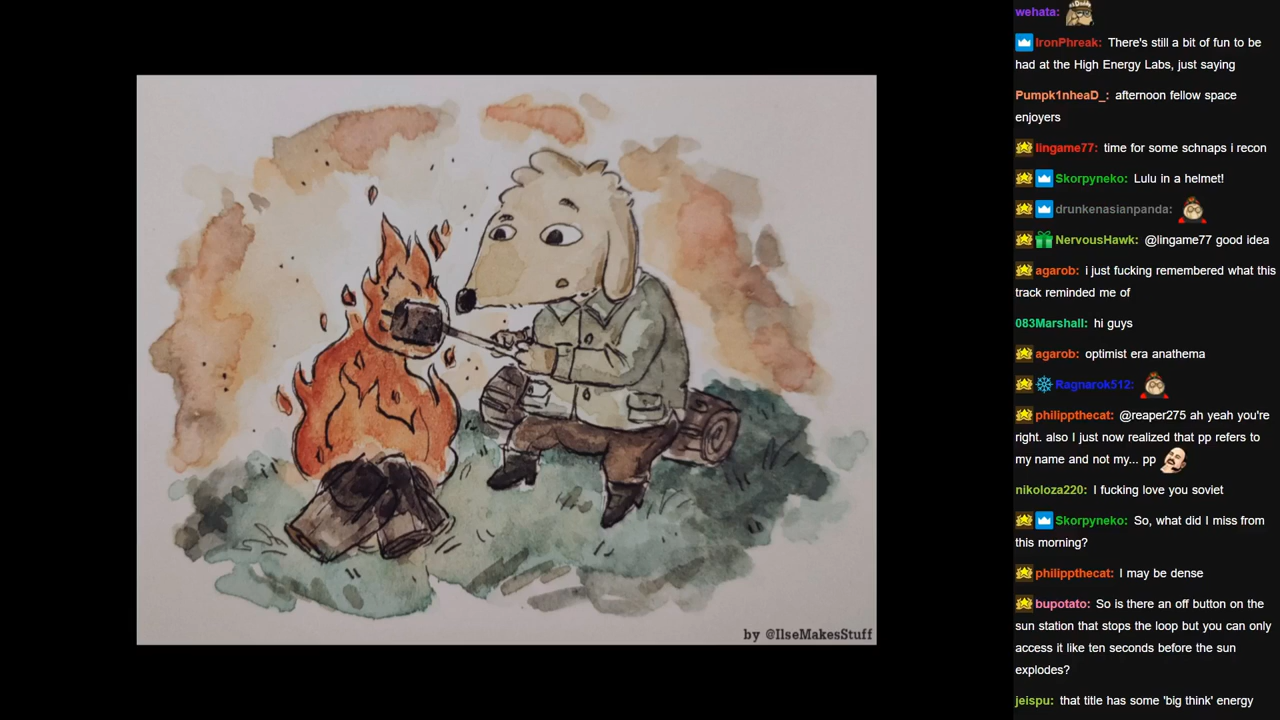 wehata:
IronPhreak: There's still a bit of fun to be
had at the High Energy Labs, just saying
Pumpk1nheaD_: afternoon fellow space
enjoyers
lingame77: time for some schnaps i recon
Skorpyneko: Lulu in a helmet!
drunkenasianpanda:
NervousHawk: @lingame77 good idea
agarob: i just fucking remembered what this
track reminded me of
083Marshall: hi guys
agarob: optimist era anathema
Ragnarok512:
philippthecat: @reaper275 ah yeah you're
right. also I just now realized that pp refers to
my name and not my... pp
nikoloza220: I fucking love you soviet
Skorpyneko: So, what did I miss from
this morning?
philippthecat: I may be dense
bupotato: So is there an off button on the
sun station that stops the loop but you can only
access it like ten seconds before the sun
explodes?
jeispu: that title has some 'big think' energy
by @IlseMakesStuff